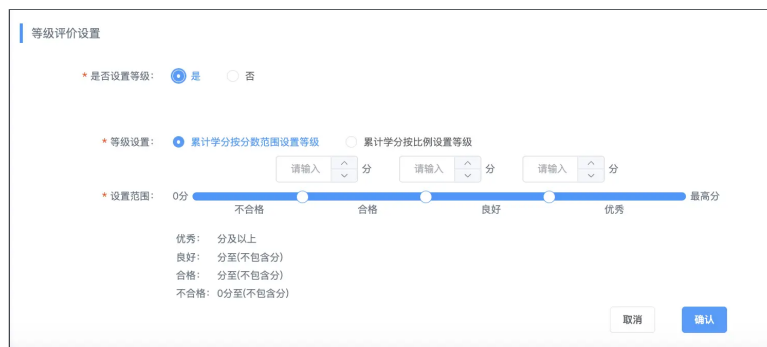 等级评价设置
* 是否设置等级： 是 否
* 等级设置： 累计学分按分数范围设置等级 累计学分按比例设置等级
请输入 分 请输入 分 请输入 分
* 设置范围： 0分 最高分
不合格 合格 良好 优秀
优秀： 分及以上
良好： 分至(不包含分)
合格： 分至(不包含分)
不合格： 0分至(不包含分)
取消 确认